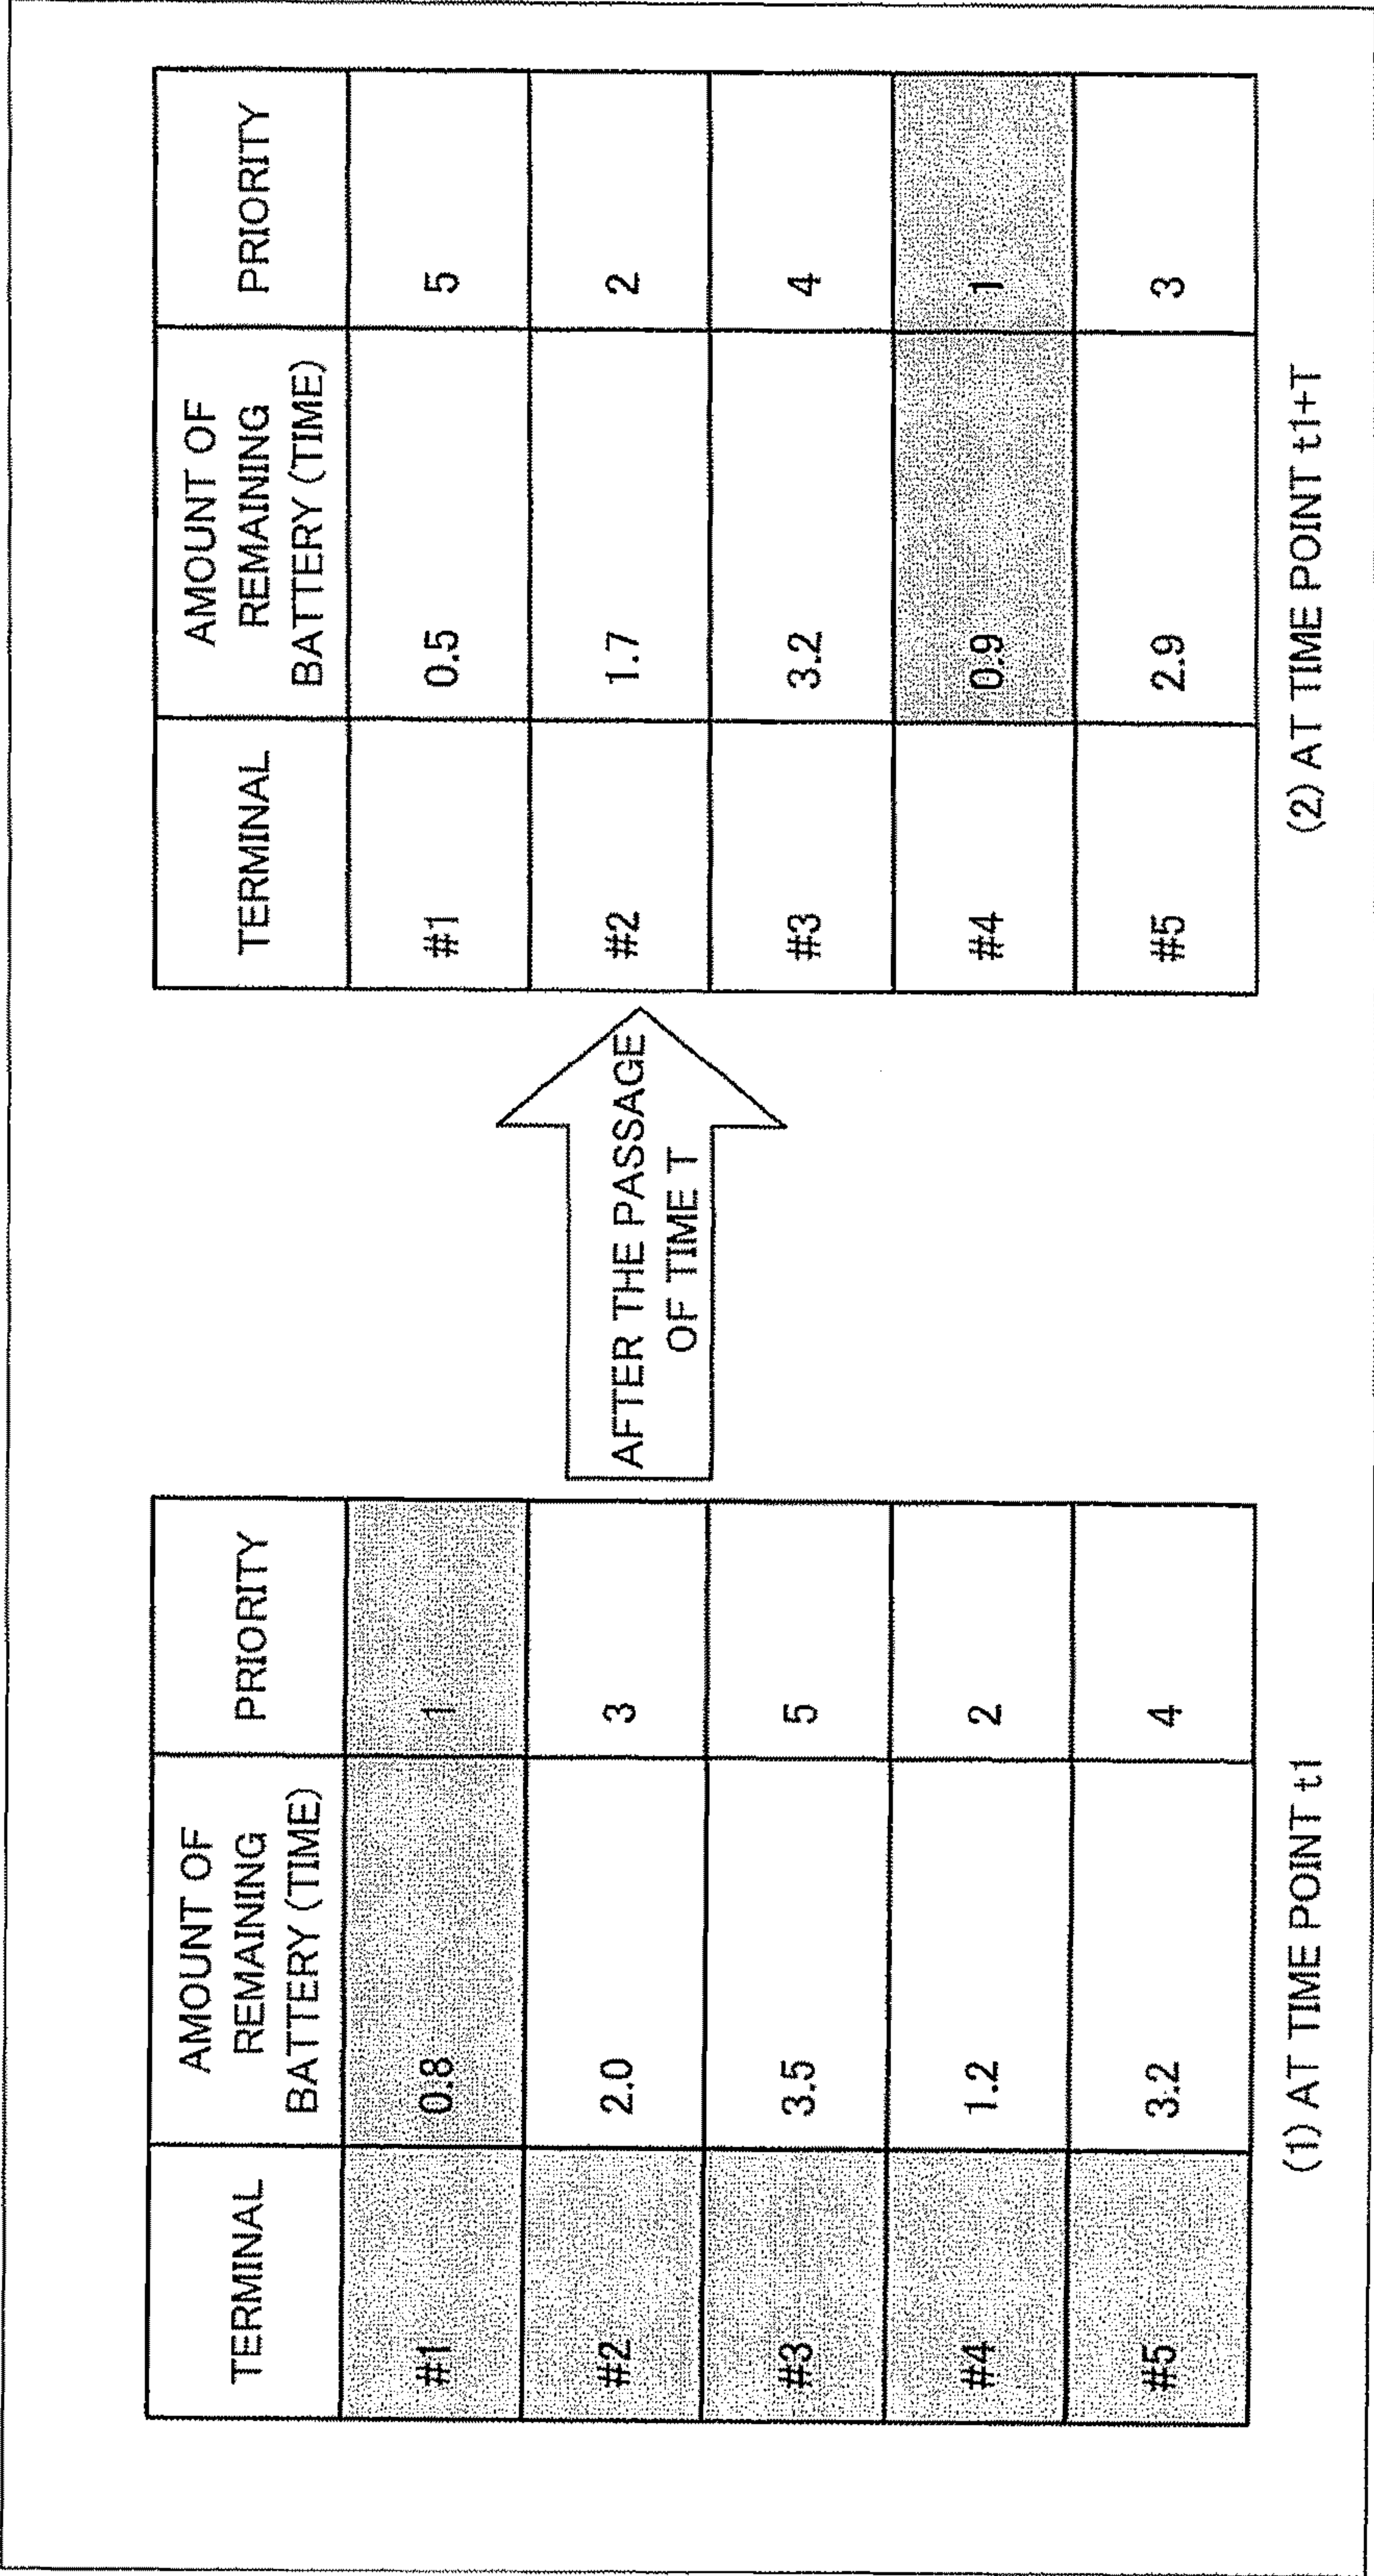 TERMINAL
AMOUNT OF
REMAINING
BATTERY (TIME)
PRIORITY
#1
0.8
1
#2
2.0
3
#3
3.5
5
#4
1.2
2
#5
3.2
4
(1) AT TIME POINT t1
AFTER THE PASSAGE
OF TIME T
TERMINAL
AMOUNT OF
REMAINING
BATTERY (TIME)
PRIORITY
#1
0.5
5
#2
1.7
2
#3
3.2
4
#4
0.9
1
#5
2.9
3
(2) AT TIME POINT t1+T